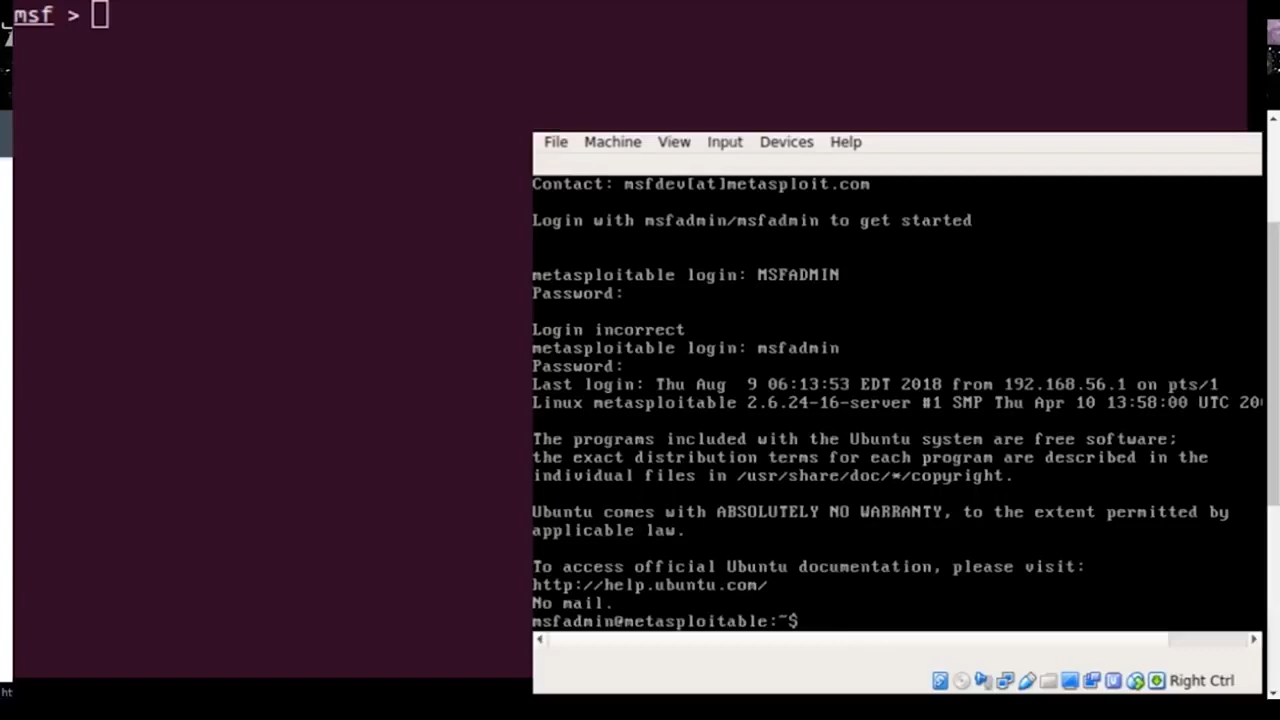 msf >
File Machine View Input Devices Help
Contact: msfdev[at]metasploit.com
Login with msfadmin/msfadmin to get started
metasploitable login: MSFADMIN
Password:
Login incorrect
metasploitable login: msfadmin
Password:
Last login: Thu Aug  9 06:13:53 EDT 2018 from 192.168.56.1 on pts/1
Linux metasploitable 2.6.24-16-server #1 SMP Thu Apr 10 13:58:00 UTC 20
The programs included with the Ubuntu system are free software;
the exact distribution terms for each program are described in the
individual files in /usr/share/doc/*/copyright.
Ubuntu comes with ABSOLUTELY NO WARRANTY, to the extent permitted by
applicable law.
To access official Ubuntu documentation, please visit:
http://help.ubuntu.com/
No mail.
msfadmin@metasploitable:~$
Right Ctrl